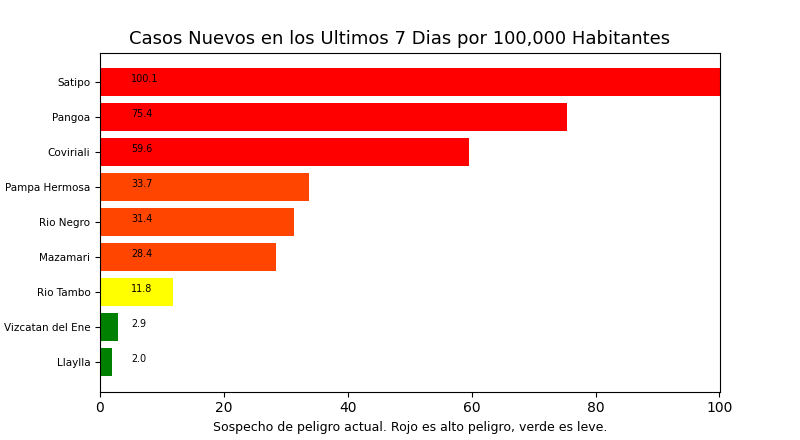 Casos Nuevos en los Ultimos 7 Dias por 100,000 Habitantes
Satipo 100.1
Pangoa 75.4
Coviriali 59.6
Pampa Hermosa 33.7
Rio Negro 31.4
Mazamari 28.4
Rio Tambo 11.8
Vizcatan del Ene 2.9
Llaylla 2.0
0 20 40 60 80 100
Sospecho de peligro actual. Rojo es alto peligro, verde es leve.